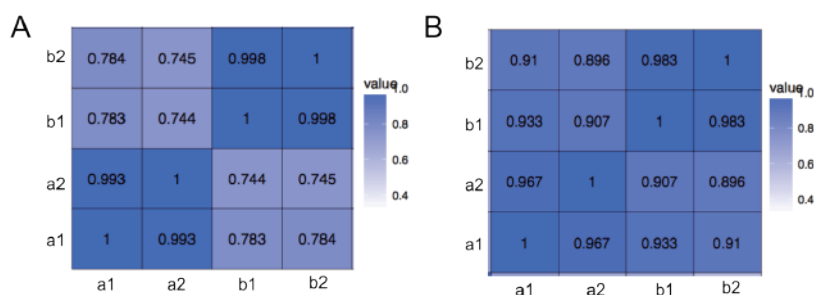 A
b2 0.784 0.745 0.998 1
b1 0.783 0.744 1 0.998
a2 0.993 1 0.744 0.745
a1 1 0.993 0.783 0.784
a1 a2 b1 b2
value
1.0
0.8
0.6
0.4
B
b2 0.91 0.896 0.983 1
b1 0.933 0.907 1 0.983
a2 0.967 1 0.907 0.896
a1 1 0.967 0.933 0.91
a1 a2 b1 b2
value
1.0
0.8
0.6
0.4